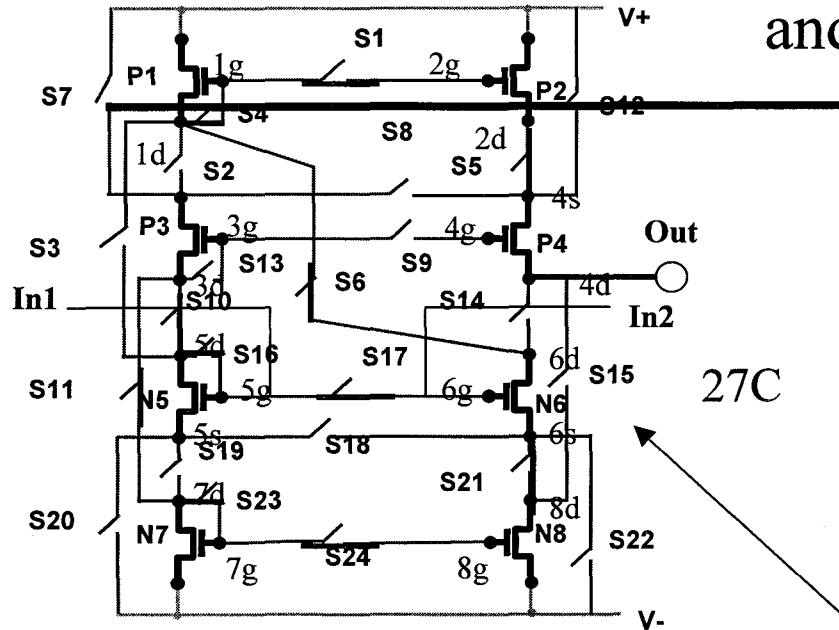 V+
and
S1
P1
1g
2g
P2
S7
S4
S12
S8
1d
S2
2d
S5
4s
P3
3g
4g
P4
S3
S13
S9
Out
3d
S6
4d
In1
S10
S14
In2
5d
S16
S17
6d
S15
S11
N5
5g
6g
N6
27C
5s
S19
S18
6s
S21
7d
S23
8d
S20
N7
S24
N8
S22
7g
8g
V-